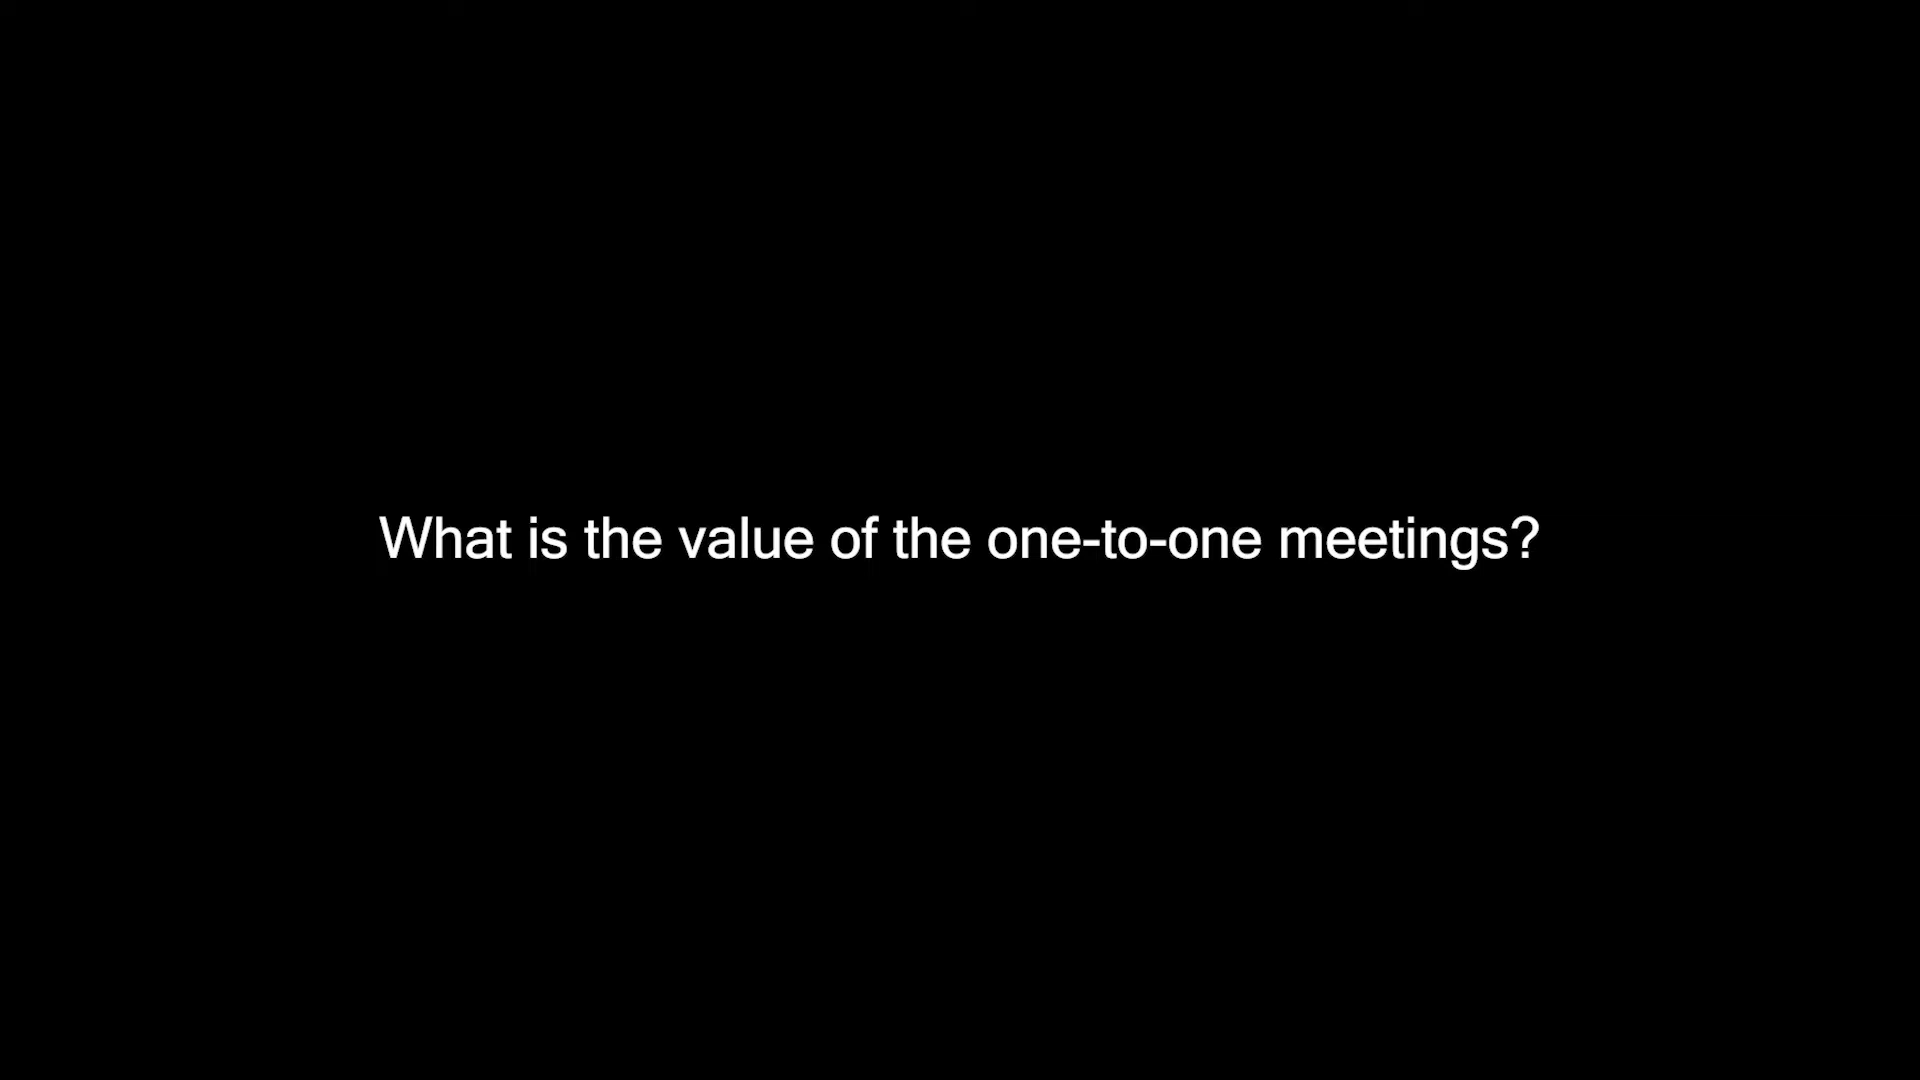 What is the value of the one-to-one meetings?